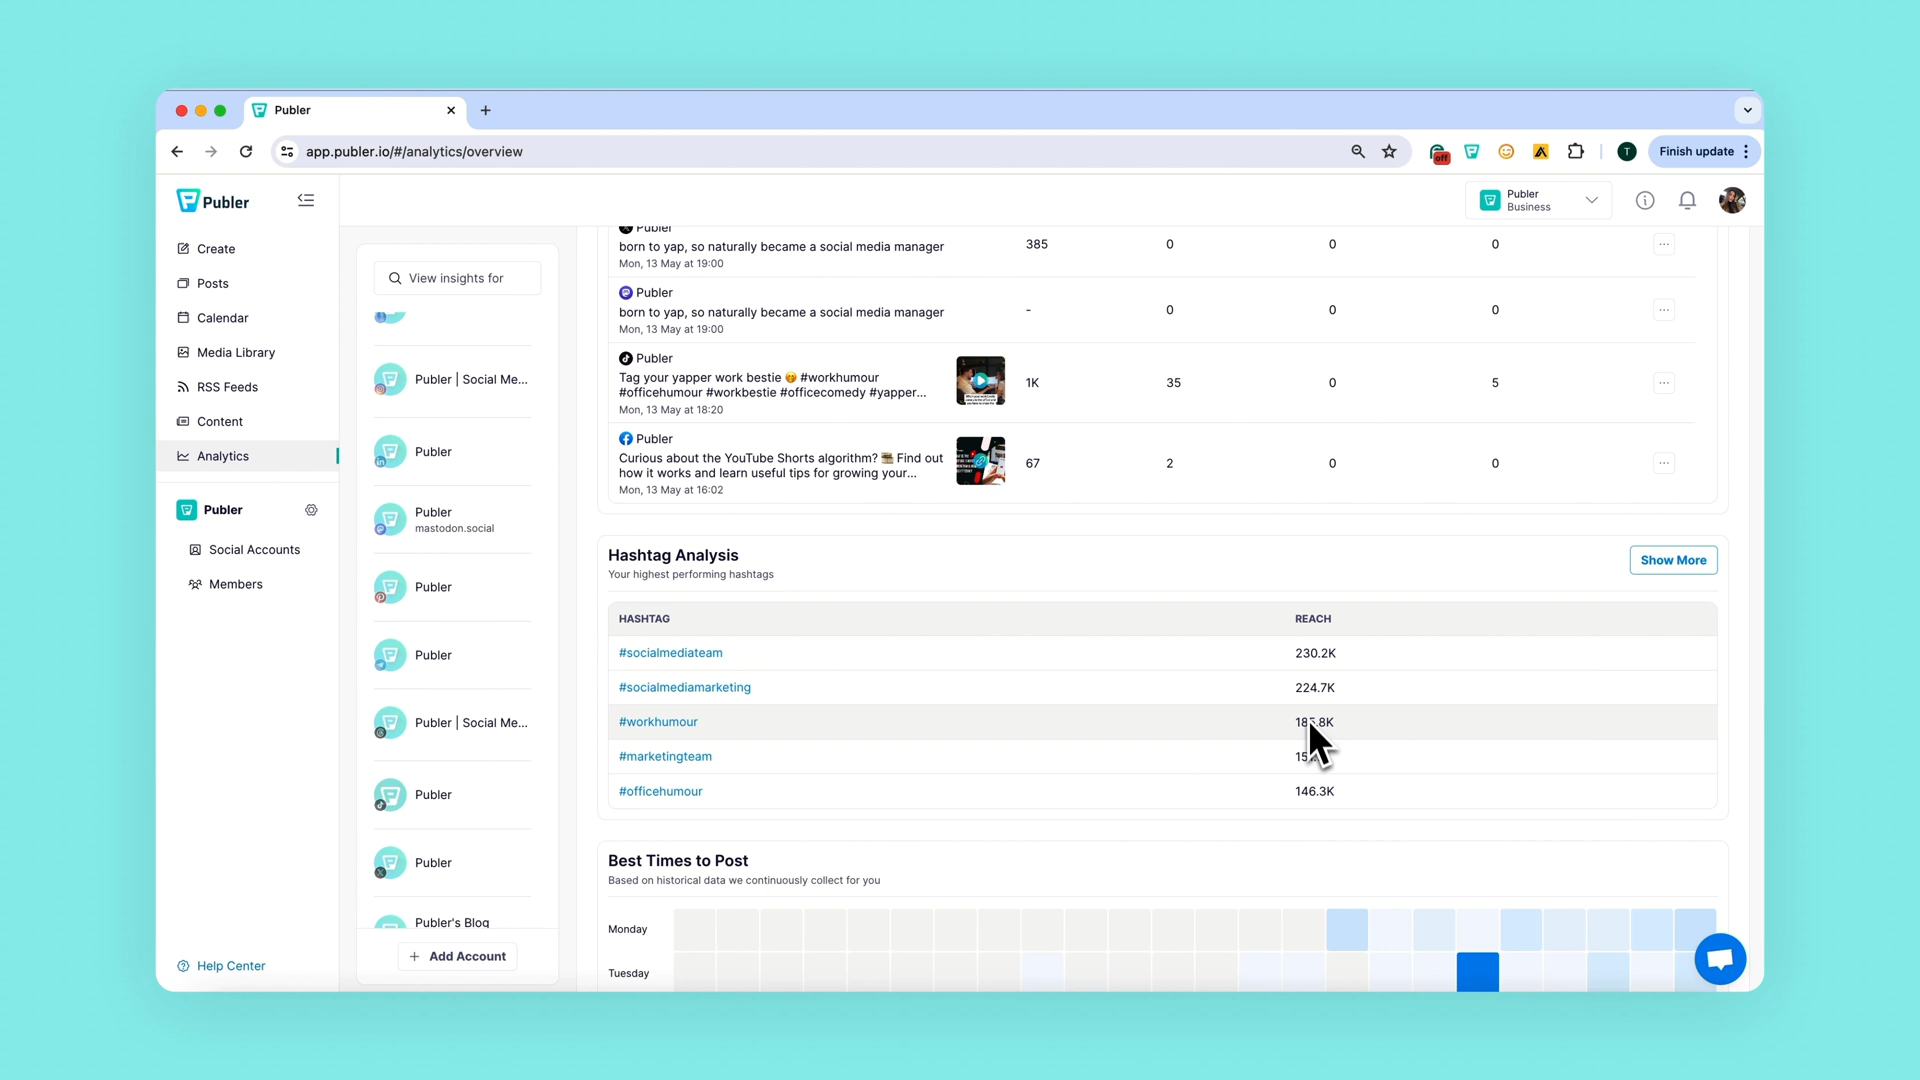 Publer
app.publer.io/#/analytics/overview
off
T
Finish update
Publer
Publer
Business
Create
Posts
Calendar
Media Library
RSS Feeds
Content
Analytics
Publer
Social Accounts
Members
Help Center
View insights for
Publer | Social Me...
Publer
Publer
mastodon.social
Publer
Publer
Publer | Social Me...
Publer
Publer
Publer's Blog
+ Add Account
Publer
born to yap, so naturally became a social media manager
Mon, 13 May at 19:00
385 0 0 0
Publer
born to yap, so naturally became a social media manager
Mon, 13 May at 19:00
- 0 0 0
Publer
Tag your yapper work bestie 🤭 #workhumour
#officehumour #workbestie #officecomedy #yapper...
Mon, 13 May at 18:20
1K 35 0 5
Publer
Curious about the YouTube Shorts algorithm? Find out
how it works and learn useful tips for growing your...
Mon, 13 May at 16:02
67 2 0 0
Hashtag Analysis
Your highest performing hashtags
Show More
HASHTAG REACH
#socialmediateam 230.2K
#socialmediamarketing 224.7K
#workhumour
#marketingteam
#officehumour 146.3K
Best Times to Post
Based on historical data we continuously collect for you
Monday
Tuesday